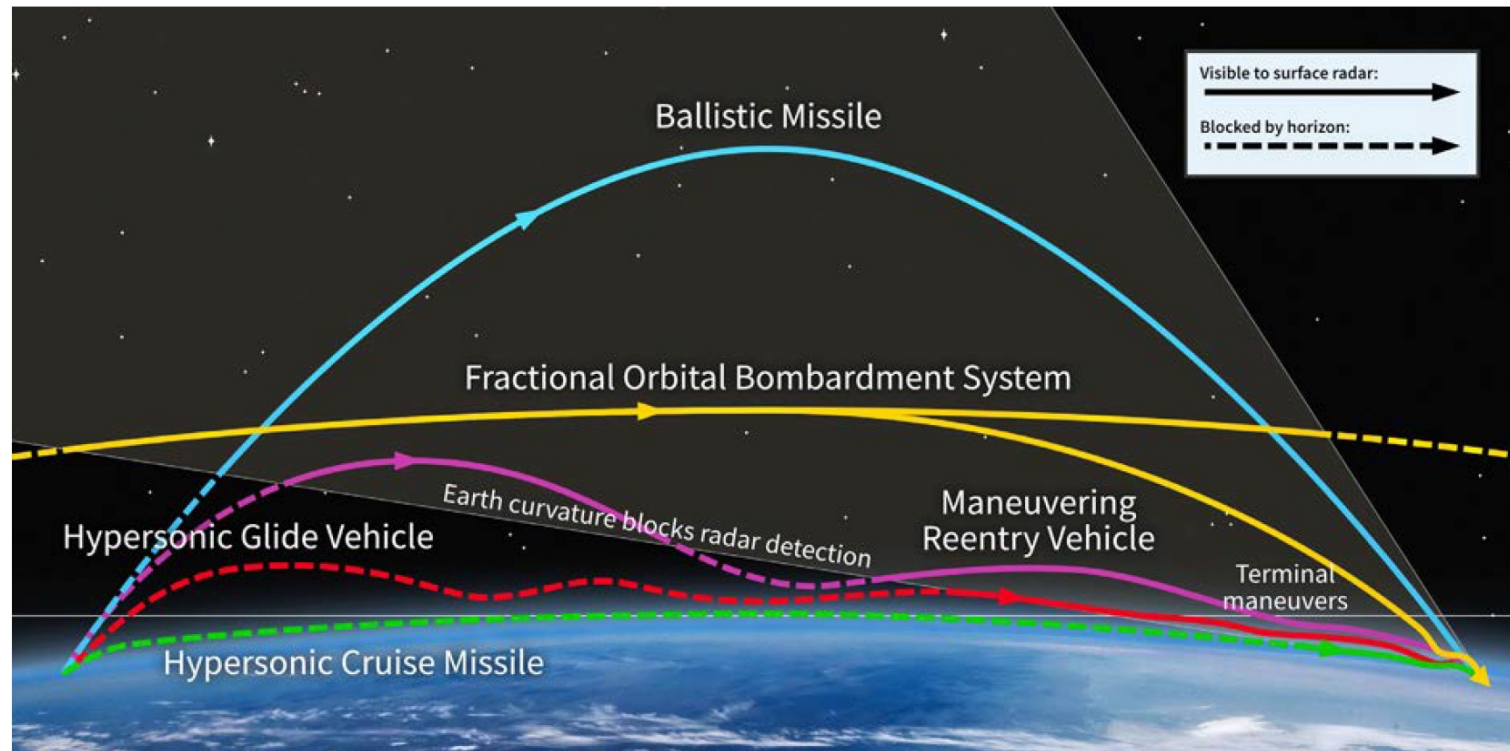 Visible to surface radar:
Blocked by horizon:
Ballistic Missile
Fractional Orbital Bombardment System
Earth curvature blocks radar detection
Hypersonic Glide Vehicle
Maneuvering
Reentry Vehicle
Terminal
maneuvers
Hypersonic Cruise Missile